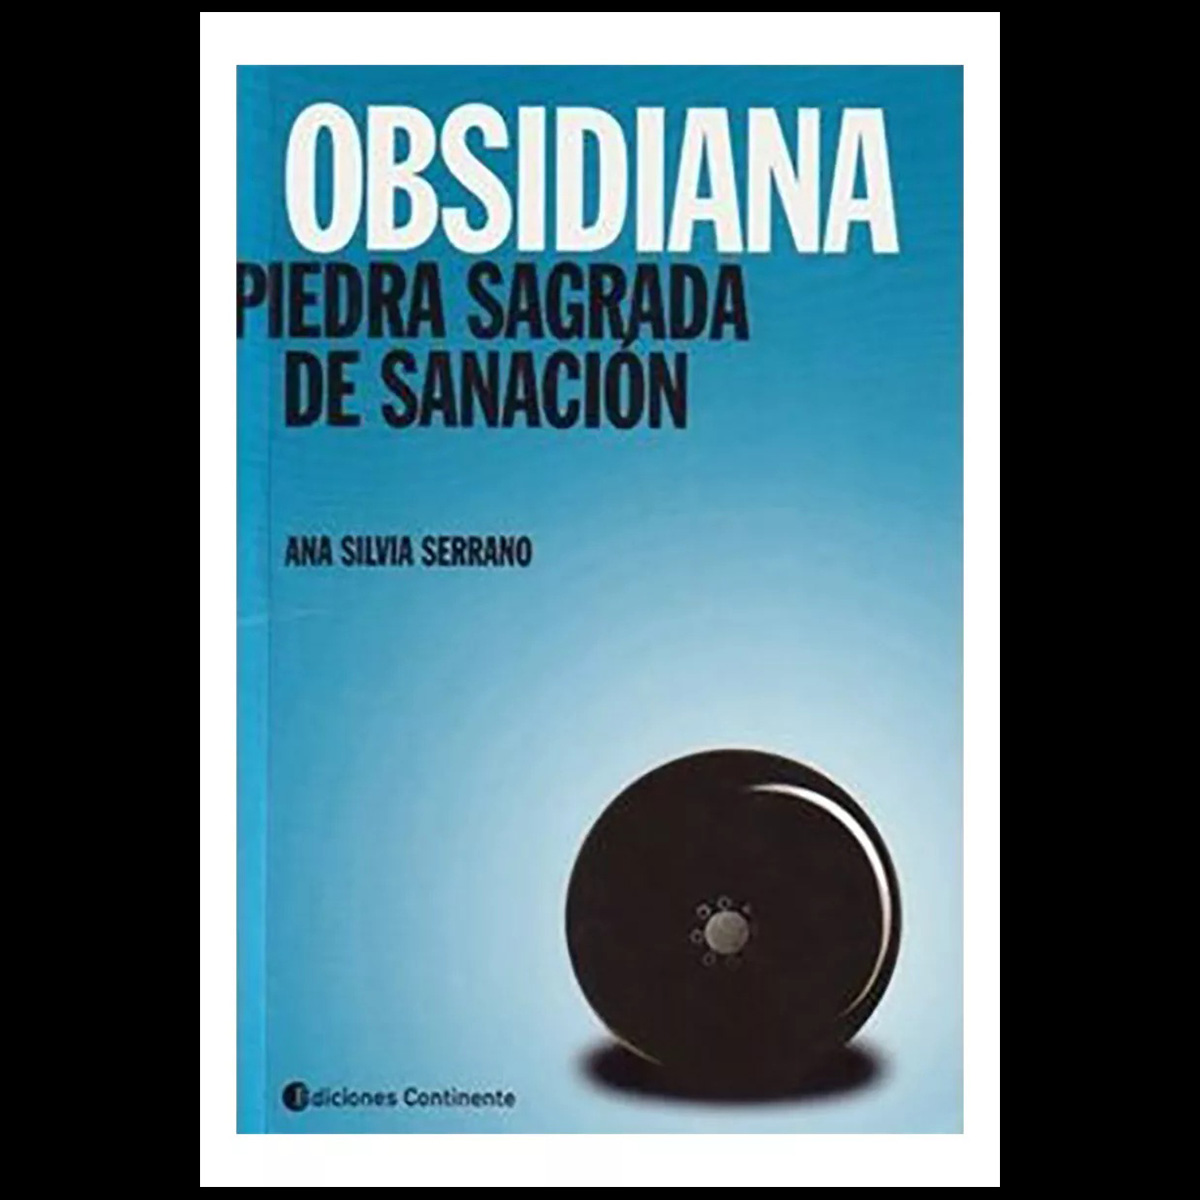 OBSIDIANA
PIEDRA SAGRADA
DE SANACIÓN
ANA SILVIA SERRANO
Ediciones Continente